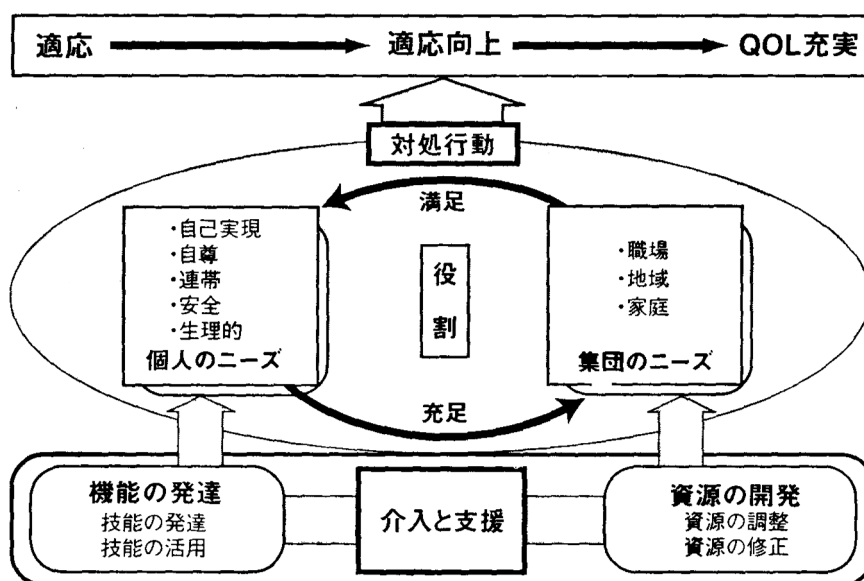 適応 適応向上 QOL充実
対処行動
満足
・自己実現
・自尊
・連帯
・安全
・生理的
個人のニーズ
役
割
・職場
・地域
・家庭
集団のニーズ
充足
機能の発達
技能の発達
技能の活用
介入と支援
資源の開発
資源の調整
資源の修正